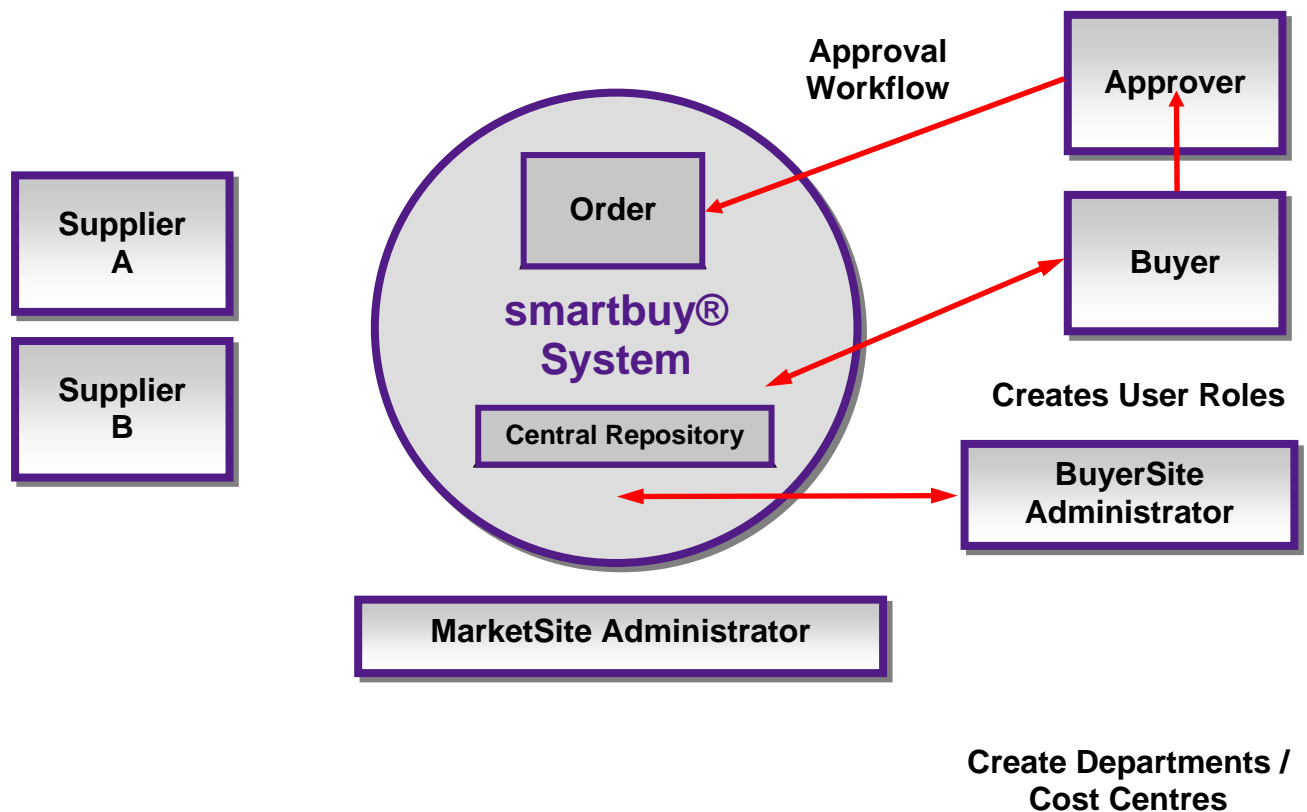 Approval
Workflow
Approver
Supplier
A
Order
Buyer
smartbuy®
System
Supplier
B
Creates User Roles
Central Repository
BuyerSite
Administrator
MarketSite Administrator
Create Departments /
Cost Centres